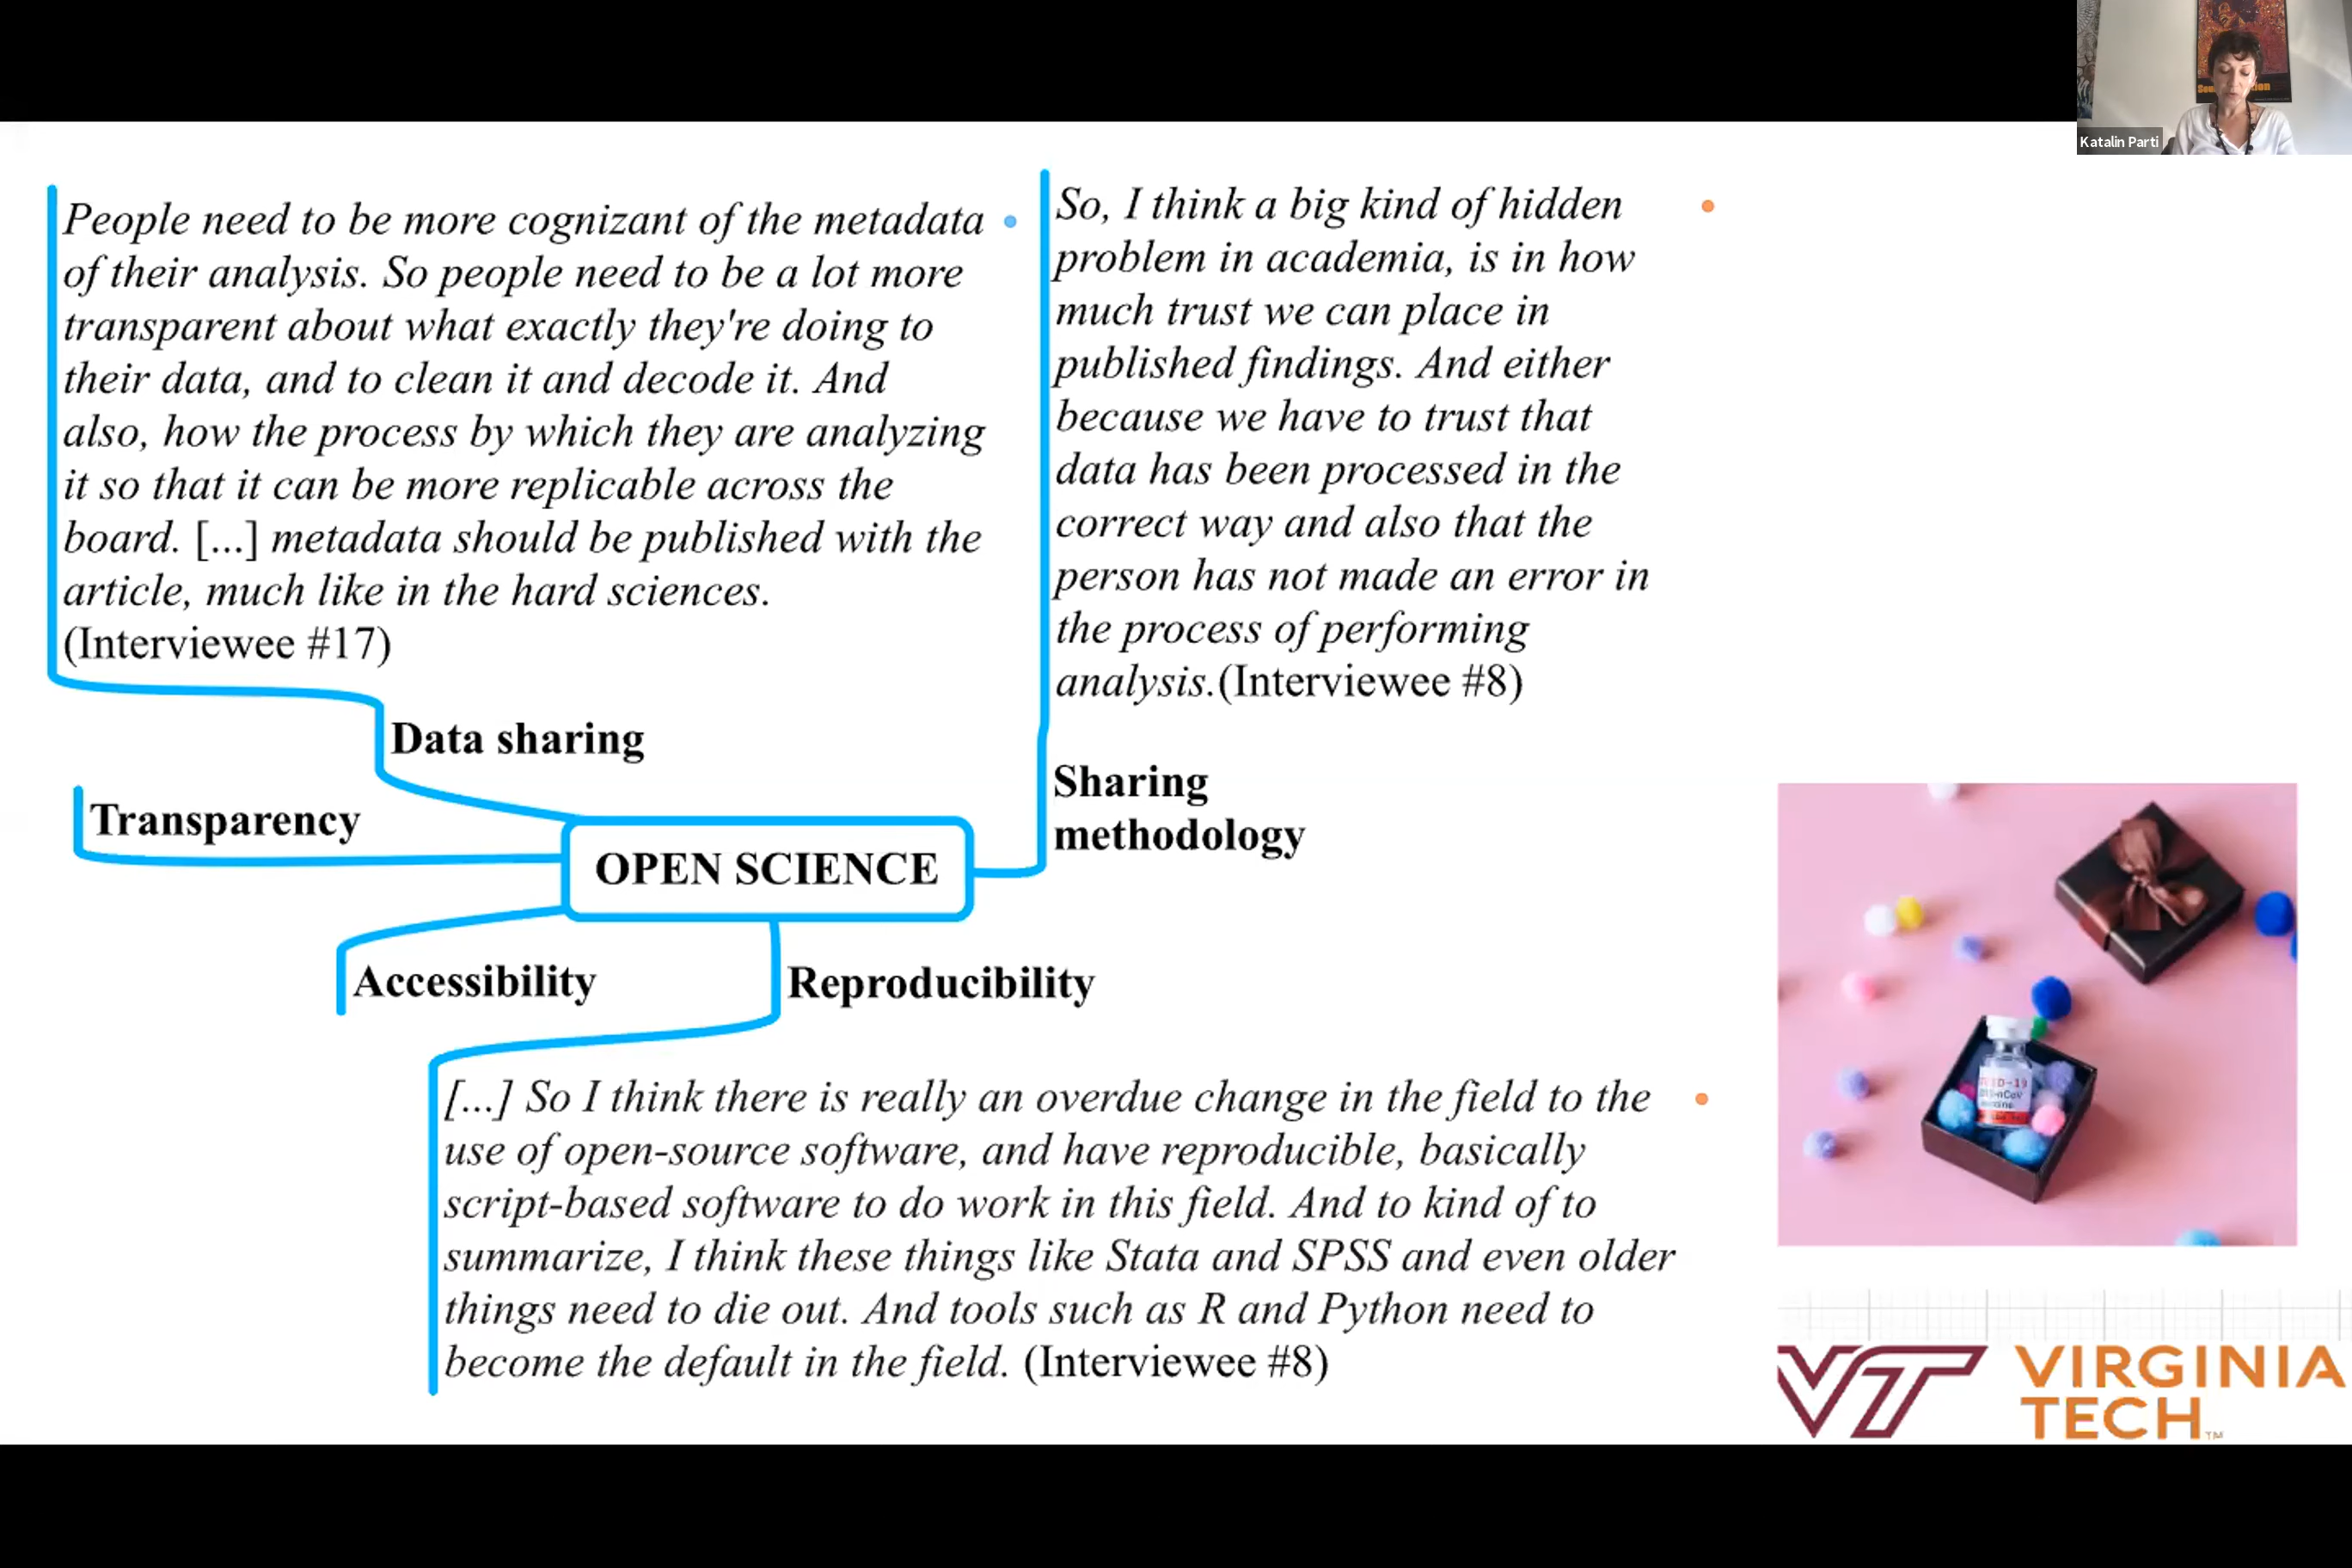 Katalin Parti
People need to be more cognizant of the metadata
of their analysis. So people need to be a lot more
transparent about what exactly they're doing to
their data, and to clean it and decode it. And
also, how the process by which they are analyzing
it so that it can be more replicable across the
board. [...] metadata should be published with the
article, much like in the hard sciences.
(Interviewee #17)
So, I think a big kind of hidden
problem in academia, is in how
much trust we can place in
published findings. And either
because we have to trust that
data has been processed in the
correct way and also that the
person has not made an error in
the process of performing
analysis.(Interviewee #8)
Data sharing
Transparency
Sharing
methodology
OPEN SCIENCE
Accessibility
Reproducibility
[...] So I think there is really an overdue change in the field to the
use of open-source software, and have reproducible, basically
script-based software to do work in this field. And to kind of to
summarize, I think these things like Stata and SPSS and even older
things need to die out. And tools such as R and Python need to
become the default in the field. (Interviewee #8)
VT VIRGINIA
TECH™